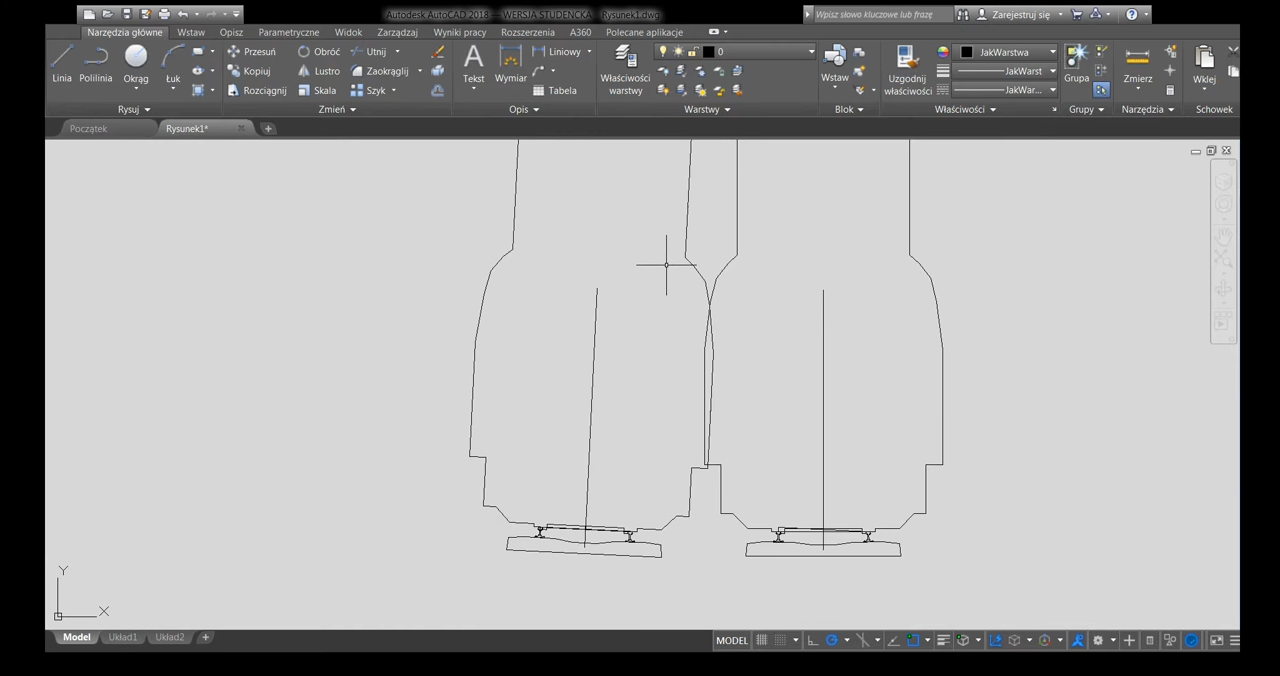 Autodesk AutoCAD 2018 — WERSJA STUDENCKA Rysunek1.dwg
Wpisz słowo kluczowe lub frazę
Zarejestruj się
Narzędzia główne Wstaw Opisz Parametryczne Widok Zarządzaj Wyniki pracy Rozszerzenia A360 Polecane aplikacje
Linia Polilinia Okrąg Łuk
Przesuń Obróć Utnij
Kopiuj Lustro Zaokrąglij
Rozciągnij Skala Szyk
Tekst Wymiar
Liniowy
Tabela
Właściwości warstwy
0
Wstaw
Uzgodnij właściwości
JakWarstwa
JakWarst
JakWar...
Grupa
Zmierz
Wklej
Rysuj Zmień Opis Warstwy Blok Właściwości Grupy Narzędzia Schowek
Początek Rysunek1*
Y
X
Model Układ1 Układ2
MODEL